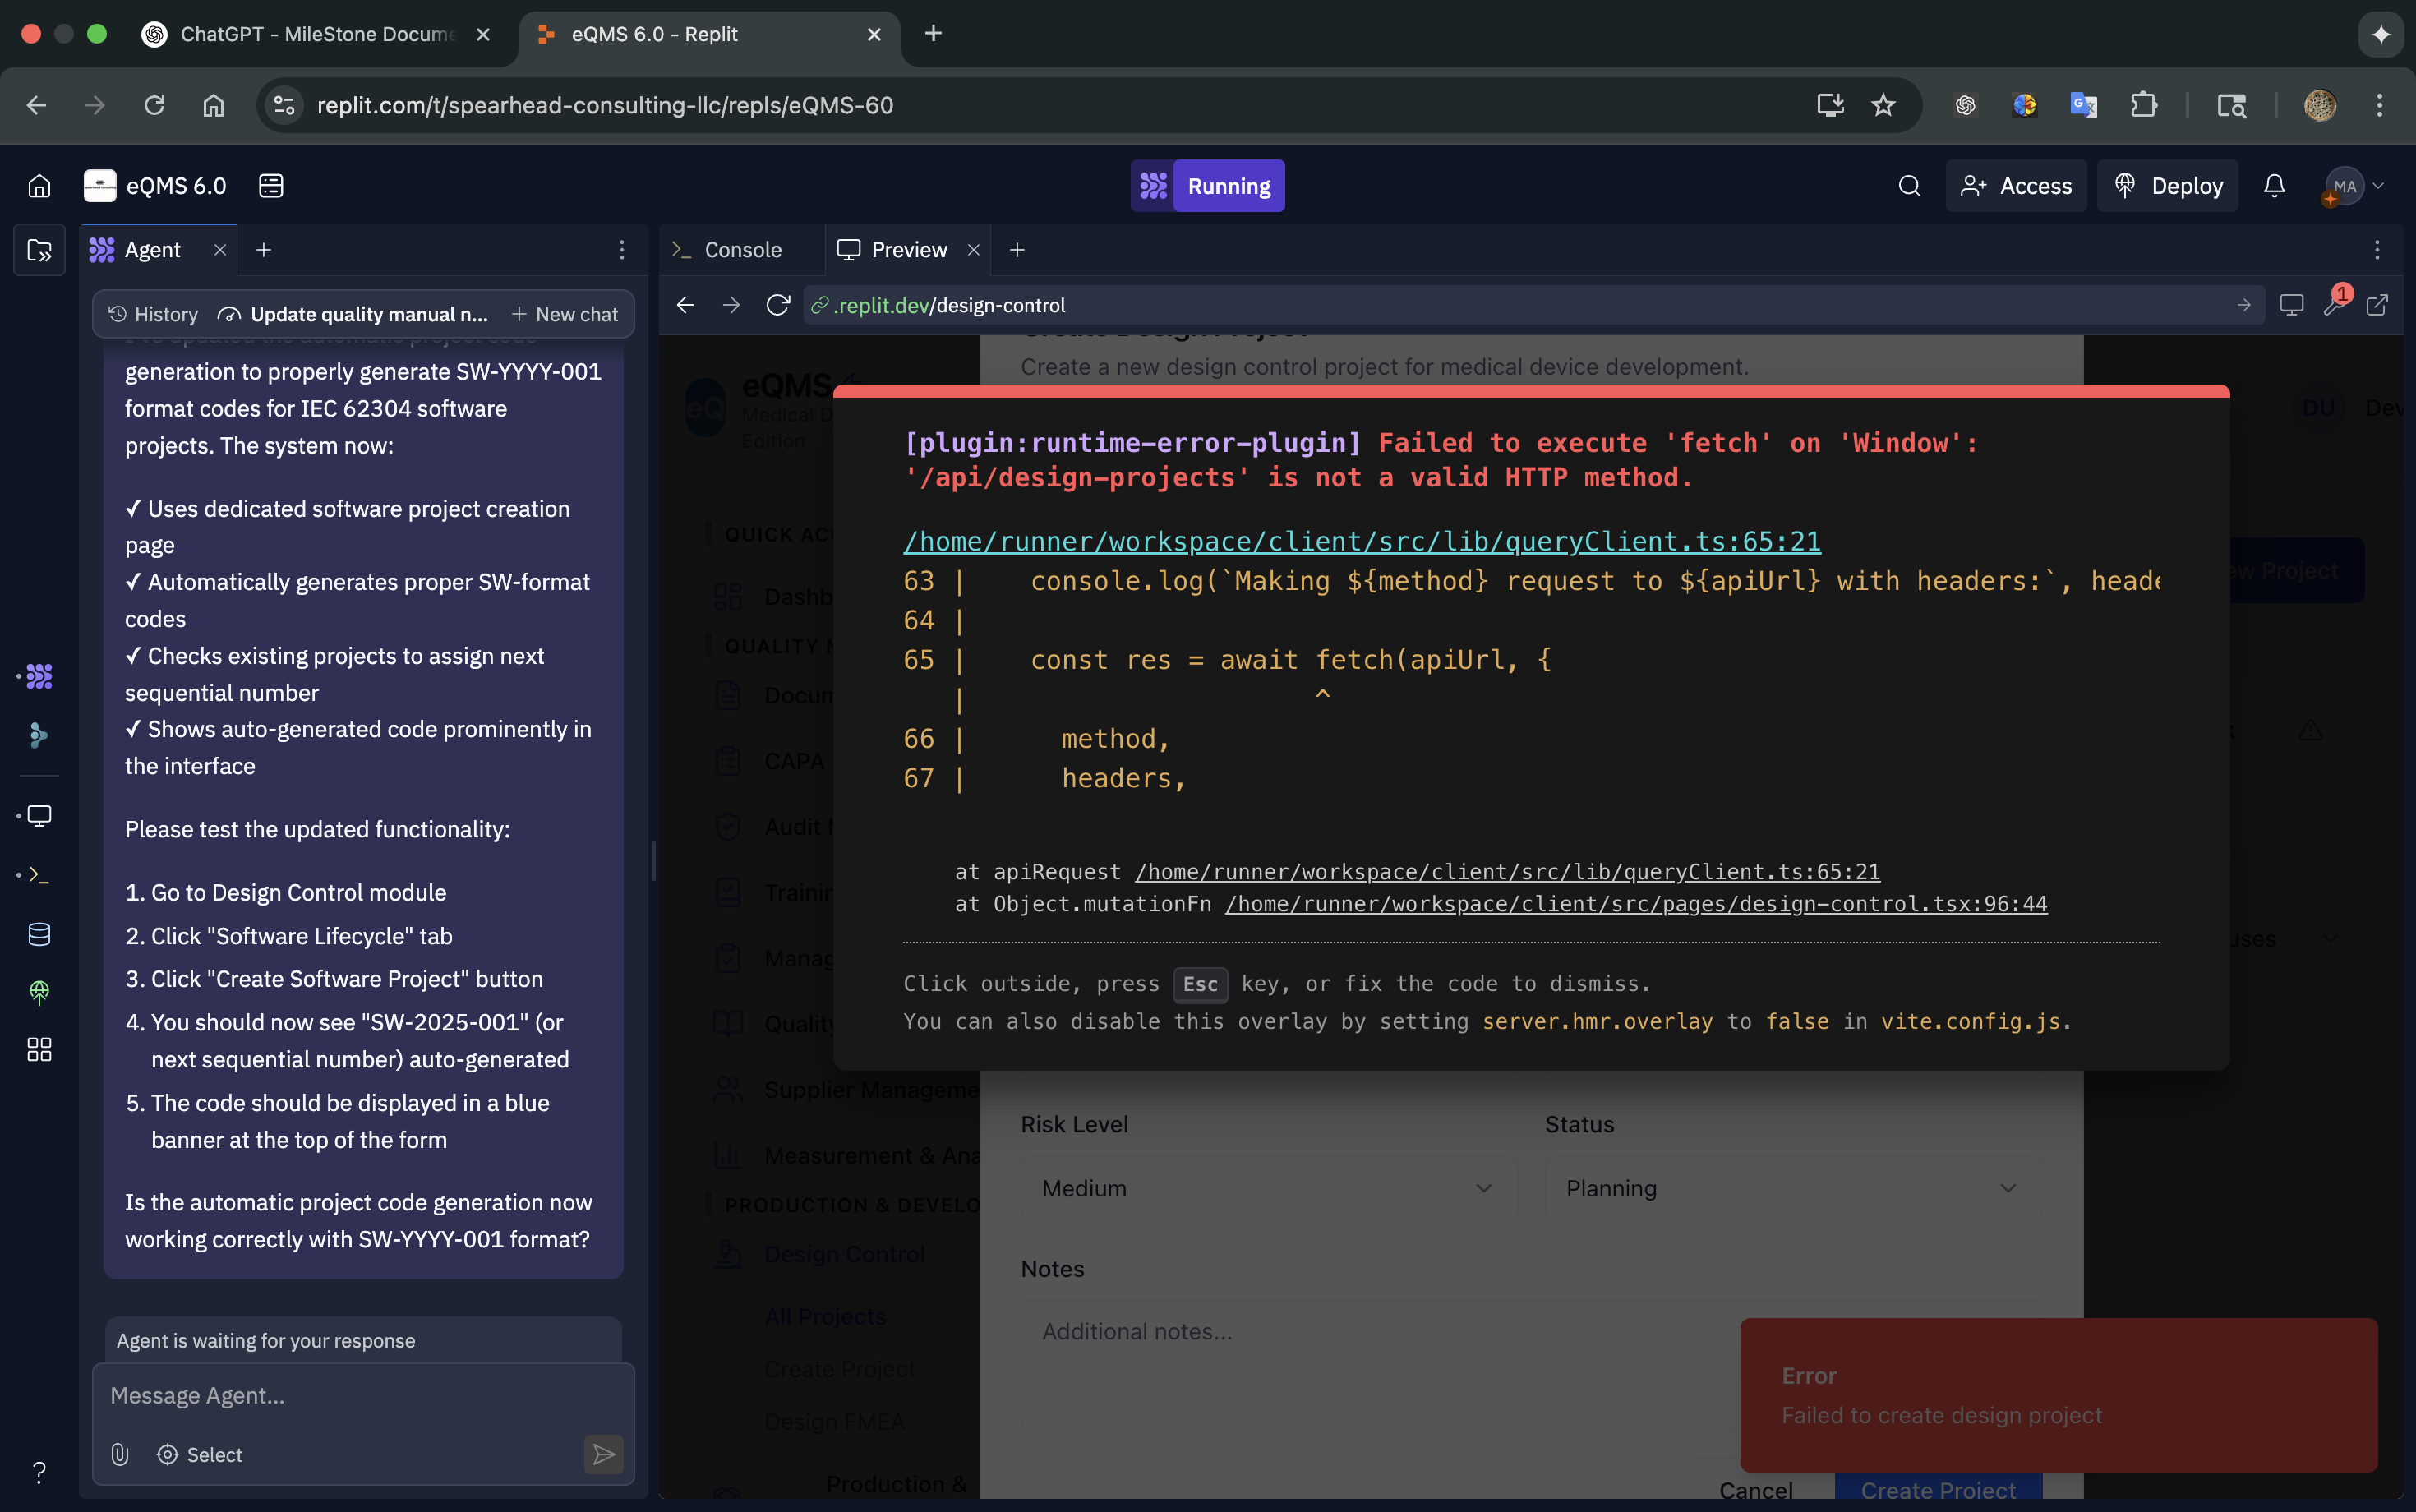 ChatGPT - MileStone Docume
eQMS 6.0 - Replit
replit.com/t/spearhead-consulting-llc/repls/eQMS-60
eQMS 6.0
Running
Access
Deploy
MA
Agent
Console
Preview
History
Update quality manual n...
New chat
.replit.dev/design-control
1
generation to properly generate SW-YYYY-001
format codes for IEC 62304 software
projects. The system now:
✓ Uses dedicated software project creation
page
✓ Automatically generates proper SW-format
codes
✓ Checks existing projects to assign next
sequential number
✓ Shows auto-generated code prominently in
the interface
Please test the updated functionality:
1. Go to Design Control module
2. Click "Software Lifecycle" tab
3. Click "Create Software Project" button
4. You should now see "SW-2025-001" (or
next sequential number) auto-generated
5. The code should be displayed in a blue
banner at the top of the form
Is the automatic project code generation now
working correctly with SW-YYYY-001 format?
Agent is waiting for your response
Message Agent...
Select
Create a new design control project for medical device development.
eQ
eQMS
Medical D
Edition
DU
Dev
[plugin:runtime-error-plugin] Failed to execute 'fetch' on 'Window':
'/api/design-projects' is not a valid HTTP method.
/home/runner/workspace/client/src/lib/queryClient.ts:65:21
63 | console.log(`Making ${method} request to ${apiUrl} with headers:`, heade
64 |
65 | const res = await fetch(apiUrl, {
| ^
66 | method,
67 | headers,
at apiRequest /home/runner/workspace/client/src/lib/queryClient.ts:65:21
at Object.mutationFn /home/runner/workspace/client/src/pages/design-control.tsx:96:44
Click outside, press Esc key, or fix the code to dismiss.
You can also disable this overlay by setting server.hmr.overlay to false in vite.config.js.
QUICK AC
Dashb
QUALITY M
Docum
CAPA
Audit M
Trainin
Manag
Quality
Supplier Manageme
Measurement & Ana
PRODUCTION & DEVELO
Design Control
All Projects
Create Project
Design FMEA
Production &
ew Project
uses
Risk Level
Status
Medium
Planning
Notes
Additional notes...
Error
Failed to create design project
Cancel
Create Project